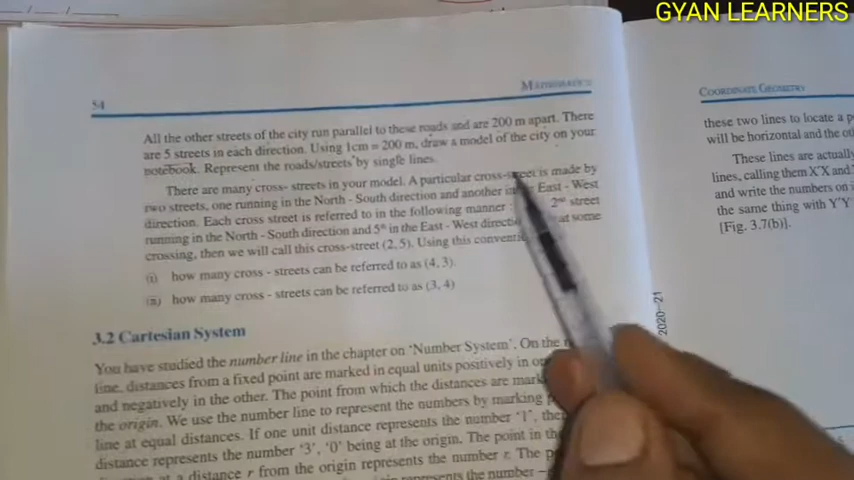 GYAN LEARNERS
54
MATHEMATICS
All the other streets of the city run parallel to these roads and are 200 m apart. There
are 5 streets in each direction. Using 1cm = 200 m, draw a model of the city on your
notebook. Represent the roads/streets by single lines.
There are many cross- streets in your model. A particular cross-street is made by
two streets, one running in the North - South direction and another in East - West
direction. Each cross street is referred to in the following manner : 2nd street
running in the North - South direction and 5th in the East - West at some
crossing, then we will call this cross-street (2, 5). Using this
(i) how many cross - streets can be referred to as (4, 3).
(ii) how many cross - streets can be referred to as (3, 4)
3.2 Cartesian System
You have studied the number line in the chapter on 'Number System'. On the
line, distances from a fixed point are marked in equal units positively in
and negatively in the other. The point from which the distances are
the origin. We use the number line to represent the numbers by marking
line at equal distances. If one unit distance represents the number '1',
distance represents the number '3', '0' being at the origin. The point in the
at a distance r from the origin represents the number r. The
represents the number
2020-21
COORDINATE GEOMETRY
these two lines to locate a
will be horizontal and the
These lines are
lines, calling them X'X and
and write the numbers on
the same thing with Y'Y
[Fig. 3.7(b)].